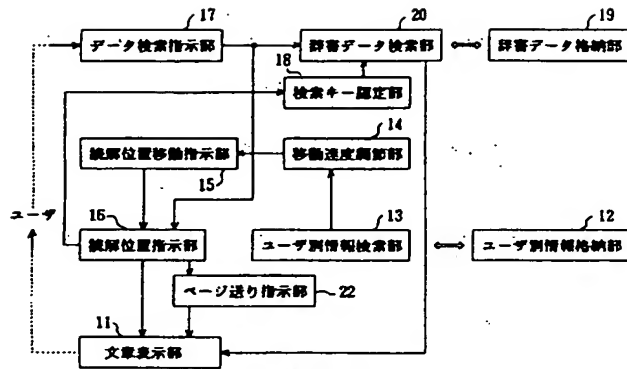 17
20
19
データ検索指示部
辞書データ検索部
辞書データ格納部
18
検索キー認定部
14
読解位置移動指示部
移動速度調節部
15
ユーザ
16
13
12
読解位置指示部
ユーザ別情報検索部
ユーザ別情報格納部
ページ送り指示部
22
11
文章表示部